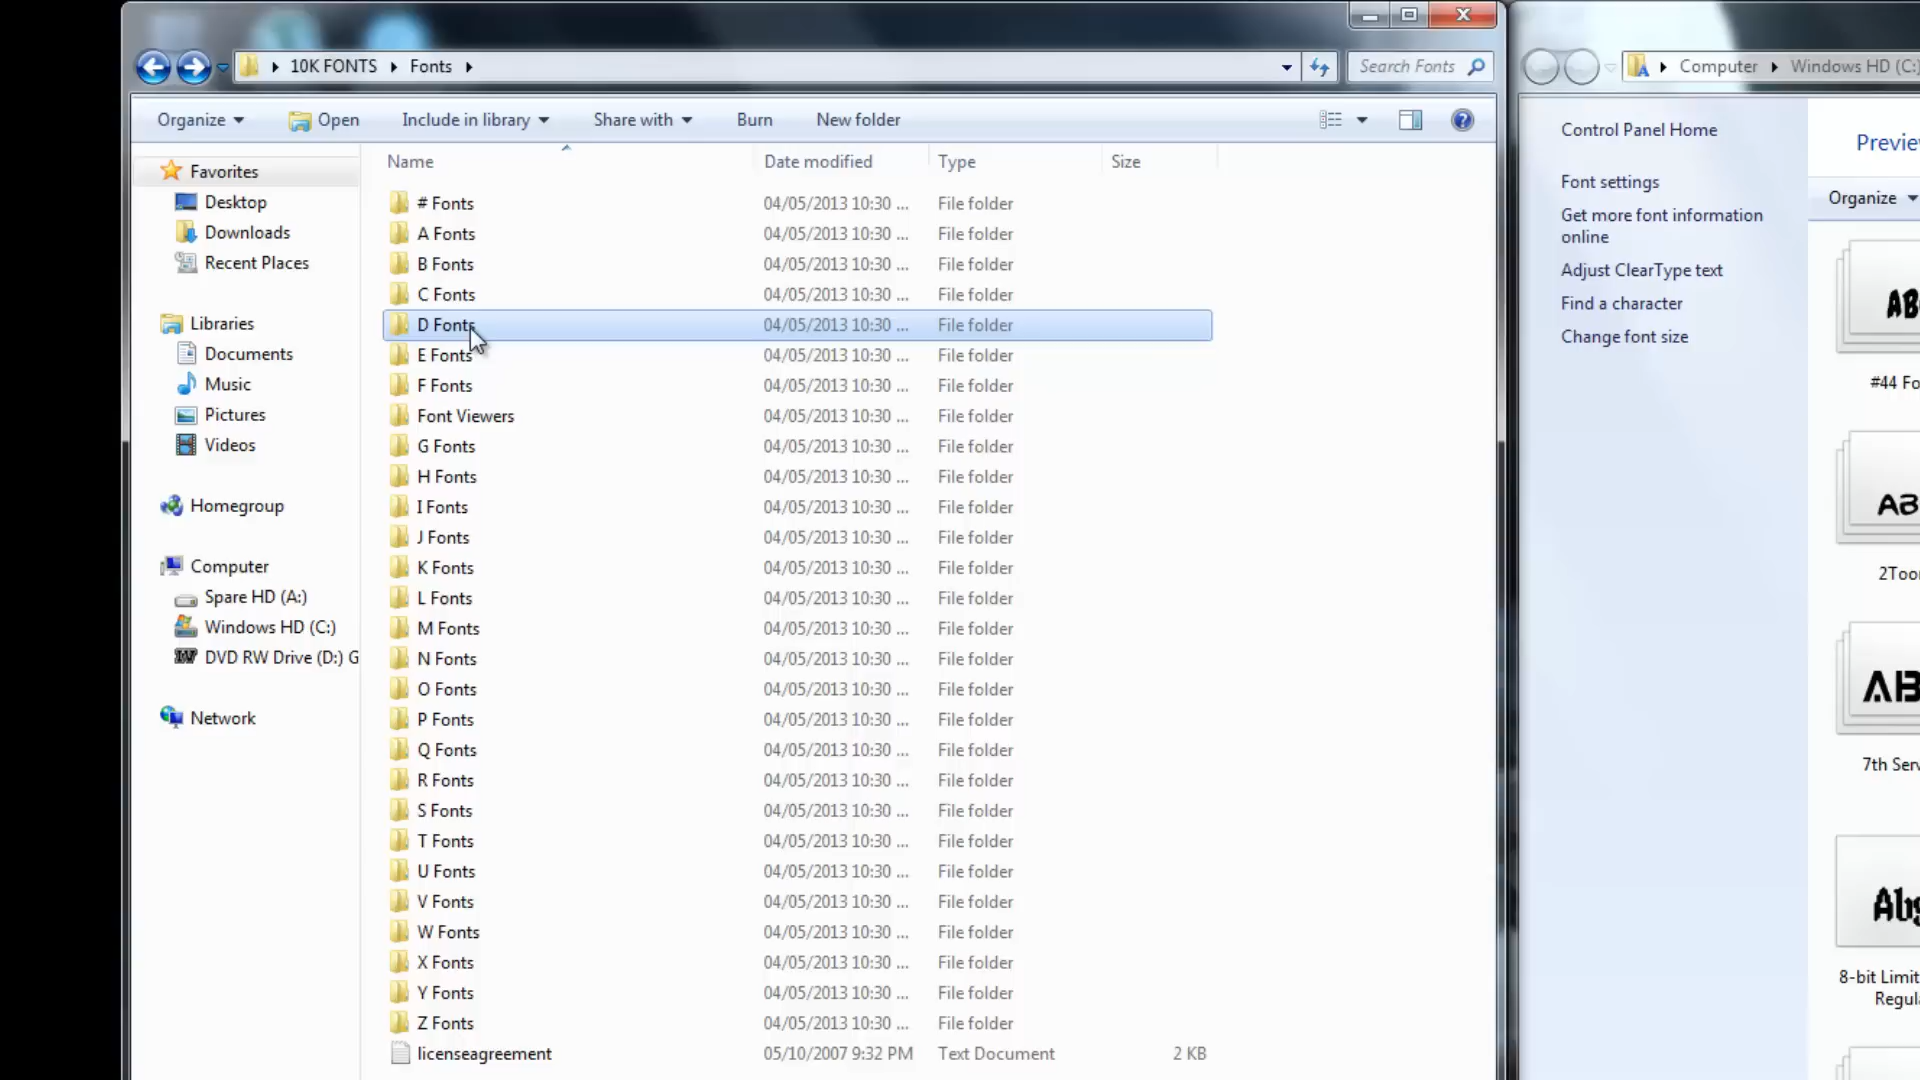 10K FONTS Fonts
Search Fonts
Organize Open Include in library Share with Burn New folder
Name Date modified Type Size
Favorites
Desktop
Downloads
Recent Places
Libraries
Documents
Music
Pictures
Videos
Homegroup
Computer
Spare HD (A:)
Windows HD (C:)
DVD RW Drive (D:) G
Network
# Fonts 04/05/2013 10:30 ... File folder
A Fonts 04/05/2013 10:30 ... File folder
B Fonts 04/05/2013 10:30 ... File folder
C Fonts 04/05/2013 10:30 ... File folder
D Fonts 04/05/2013 10:30 ... File folder
E Fonts 04/05/2013 10:30 ... File folder
F Fonts 04/05/2013 10:30 ... File folder
Font Viewers 04/05/2013 10:30 ... File folder
G Fonts 04/05/2013 10:30 ... File folder
H Fonts 04/05/2013 10:30 ... File folder
I Fonts 04/05/2013 10:30 ... File folder
J Fonts 04/05/2013 10:30 ... File folder
K Fonts 04/05/2013 10:30 ... File folder
L Fonts 04/05/2013 10:30 ... File folder
M Fonts 04/05/2013 10:30 ... File folder
N Fonts 04/05/2013 10:30 ... File folder
O Fonts 04/05/2013 10:30 ... File folder
P Fonts 04/05/2013 10:30 ... File folder
Q Fonts 04/05/2013 10:30 ... File folder
R Fonts 04/05/2013 10:30 ... File folder
S Fonts 04/05/2013 10:30 ... File folder
T Fonts 04/05/2013 10:30 ... File folder
U Fonts 04/05/2013 10:30 ... File folder
V Fonts 04/05/2013 10:30 ... File folder
W Fonts 04/05/2013 10:30 ... File folder
X Fonts 04/05/2013 10:30 ... File folder
Y Fonts 04/05/2013 10:30 ... File folder
Z Fonts 04/05/2013 10:30 ... File folder
licenseagreement 05/10/2007 9:32 PM Text Document 2 KB
Computer Windows HD (C:)
Control Panel Home
Font settings
Get more font information
online
Adjust ClearType text
Find a character
Change font size
Previe
Organize
AB
#44 Fo
AB
2Too
AB
7th Ser
Abg
8-bit Limit
Regul